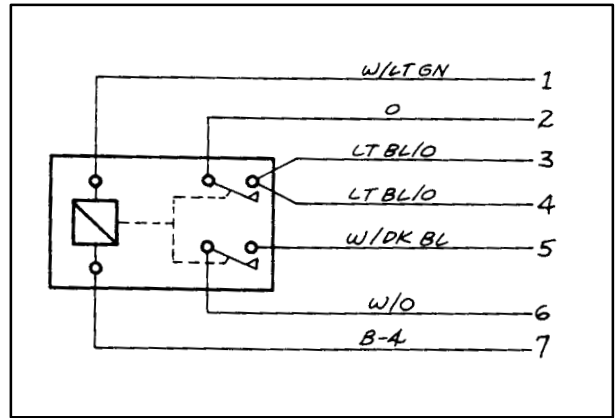 W/LT GN 1
O 2
LT BL/O 3
LT BL/O 4
W/DK BL 5
W/O 6
B-4 7